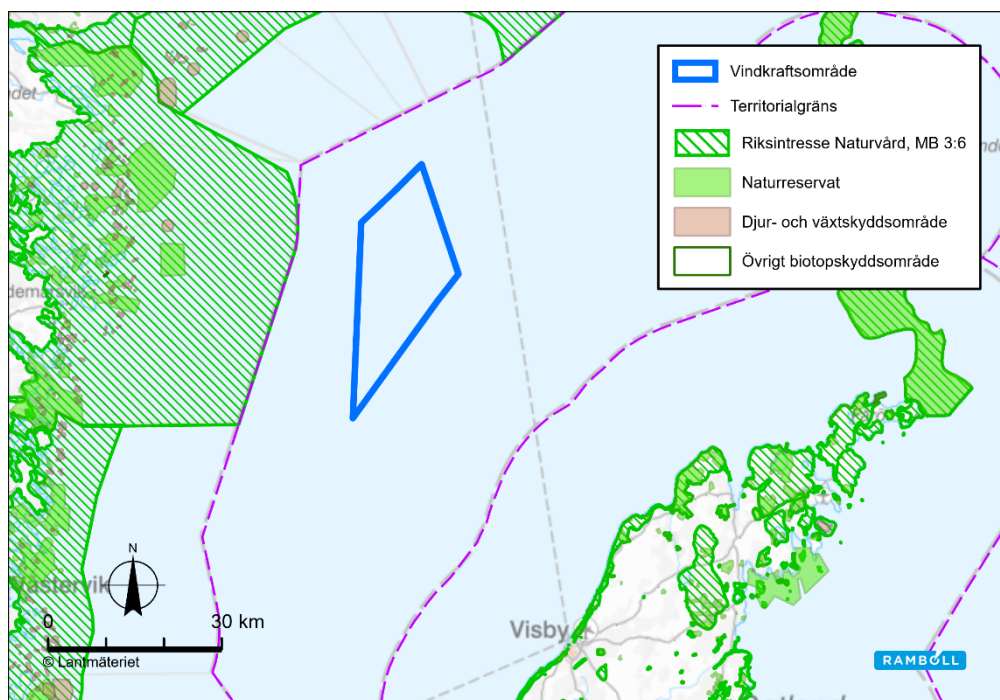 Vindkraftsområde
Territorialgräns
Riksintresse Naturvård, MB 3:6
Naturreservat
Djur- och växtskyddsområde
Övrigt biotopskyddsområde
demarsvik
Västervik
N
0 30 km
© Lantmäteriet
Visby
RAMBOLL